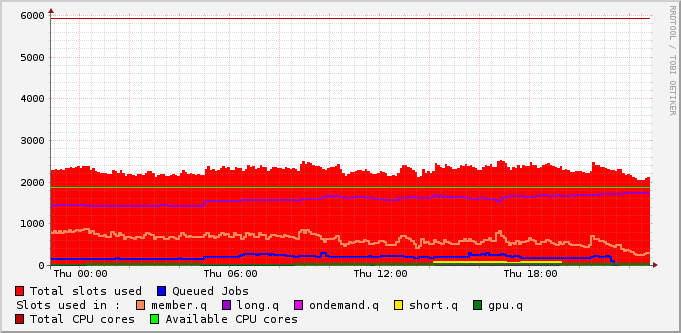 6000
5000
4000
3000
2000
1000
0
Thu 00:00 Thu 06:00 Thu 12:00 Thu 18:00
RRDTOOL / TOBI OETIKER
Total slots used Queued Jobs
Slots used in : member.q long.q ondemand.q short.q gpu.q
Total CPU cores Available CPU cores